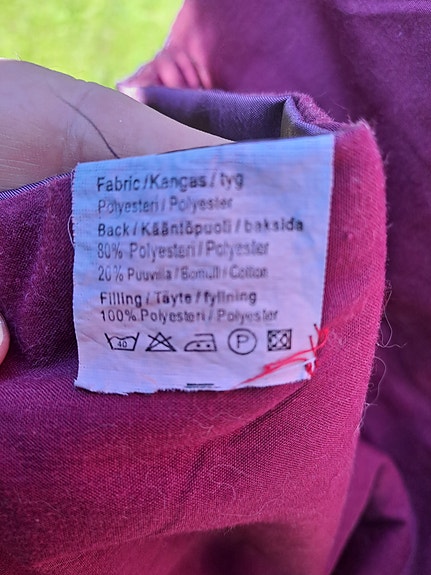 Fabric/Kangas/tyg
Polyesteri/Polyester
Back/Kääntöpuoli/baksida
80% Polyesteri/Polyester
20% Puuvilla/Bomull/Cotton
Filling/Täyte/fyllning
100% Polyesteri/Polyester
40 P